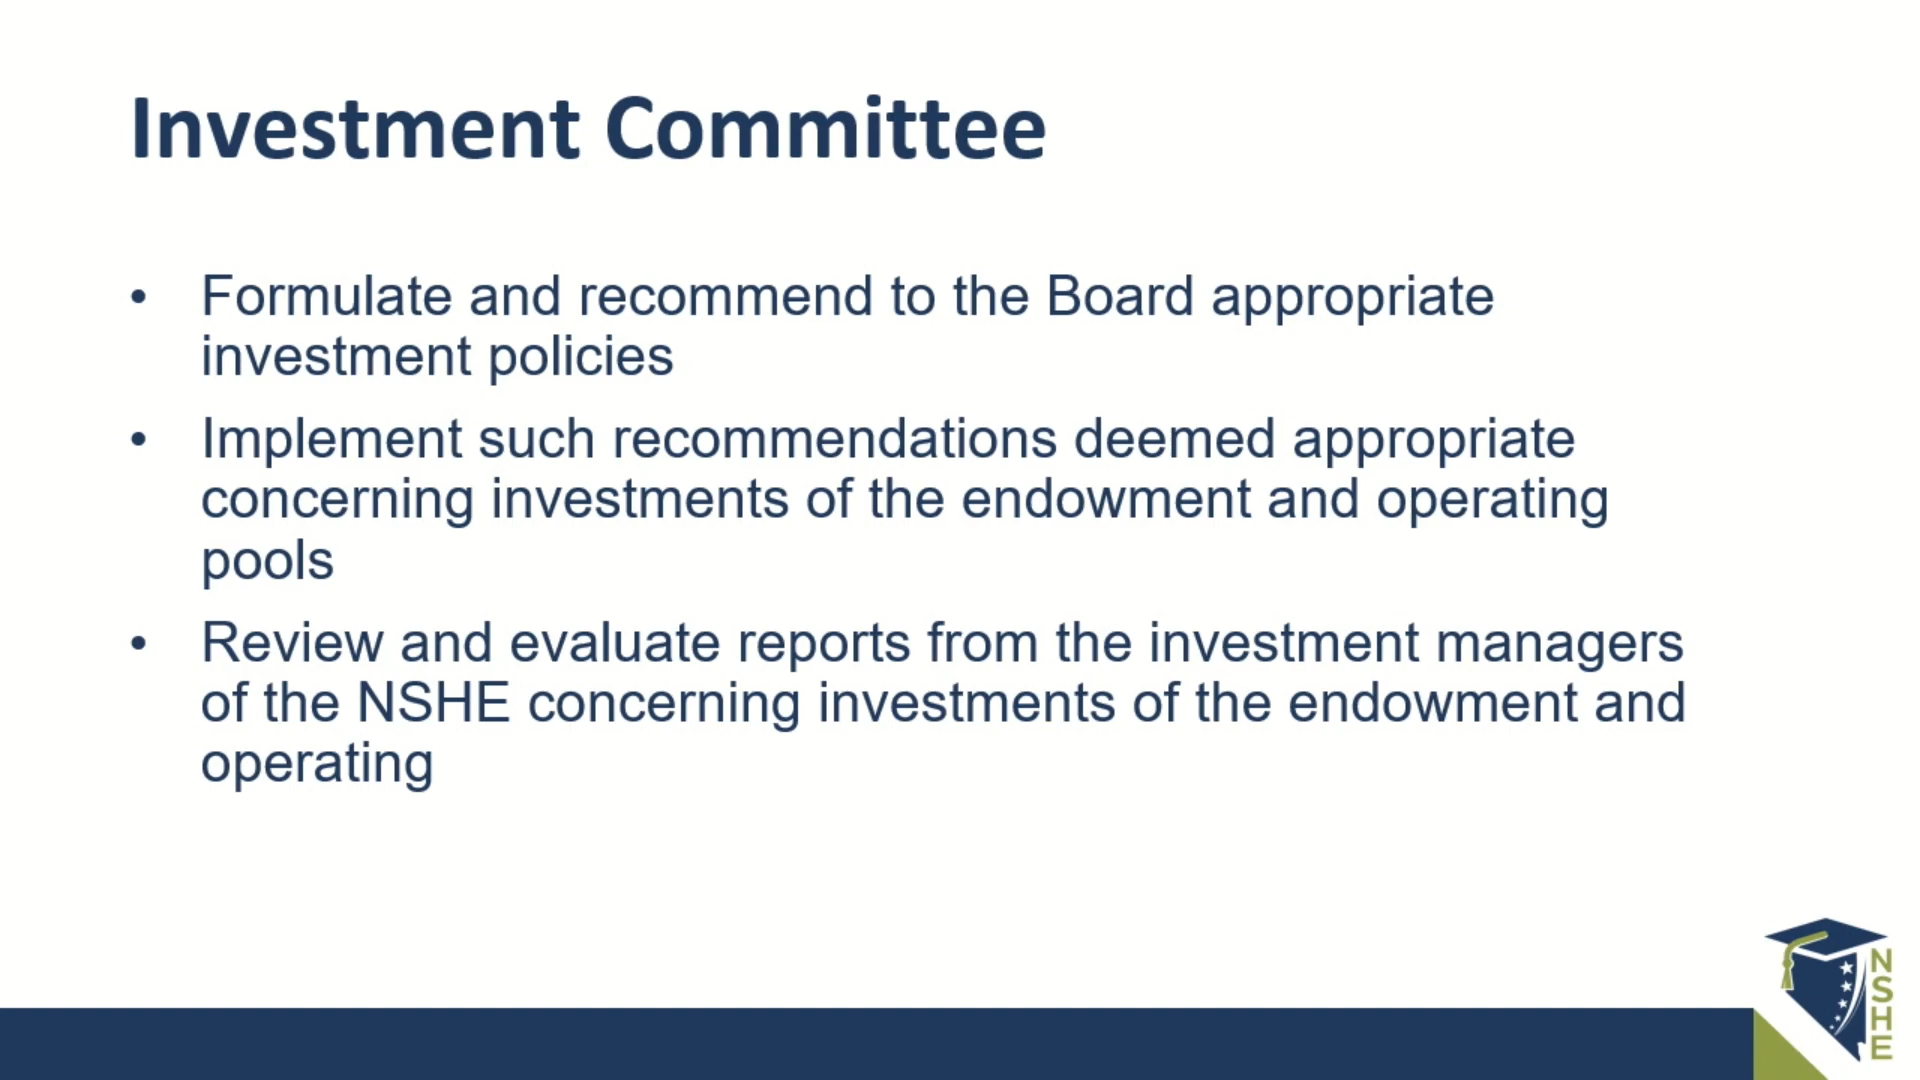 Investment Committee
• Formulate and recommend to the Board appropriate
investment policies
• Implement such recommendations deemed appropriate
concerning investments of the endowment and operating
pools
• Review and evaluate reports from the investment managers
of the NSHE concerning investments of the endowment and
operating
NSHE